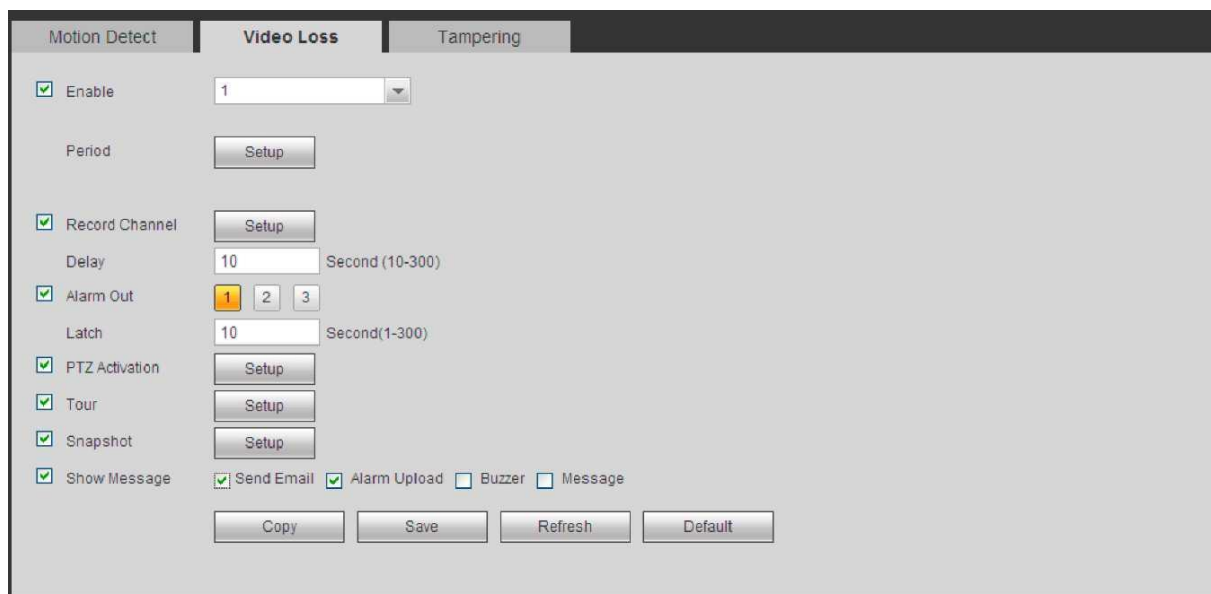 Motion Detect Video Loss Tampering
Enable 1
Period Setup
Record Channel Setup
Delay 10 Second (10-300)
Alarm Out 1 2 3
Latch 10 Second(1-300)
PTZ Activation Setup
Tour Setup
Snapshot Setup
Show Message Send Email Alarm Upload Buzzer Message
Copy Save Refresh Default